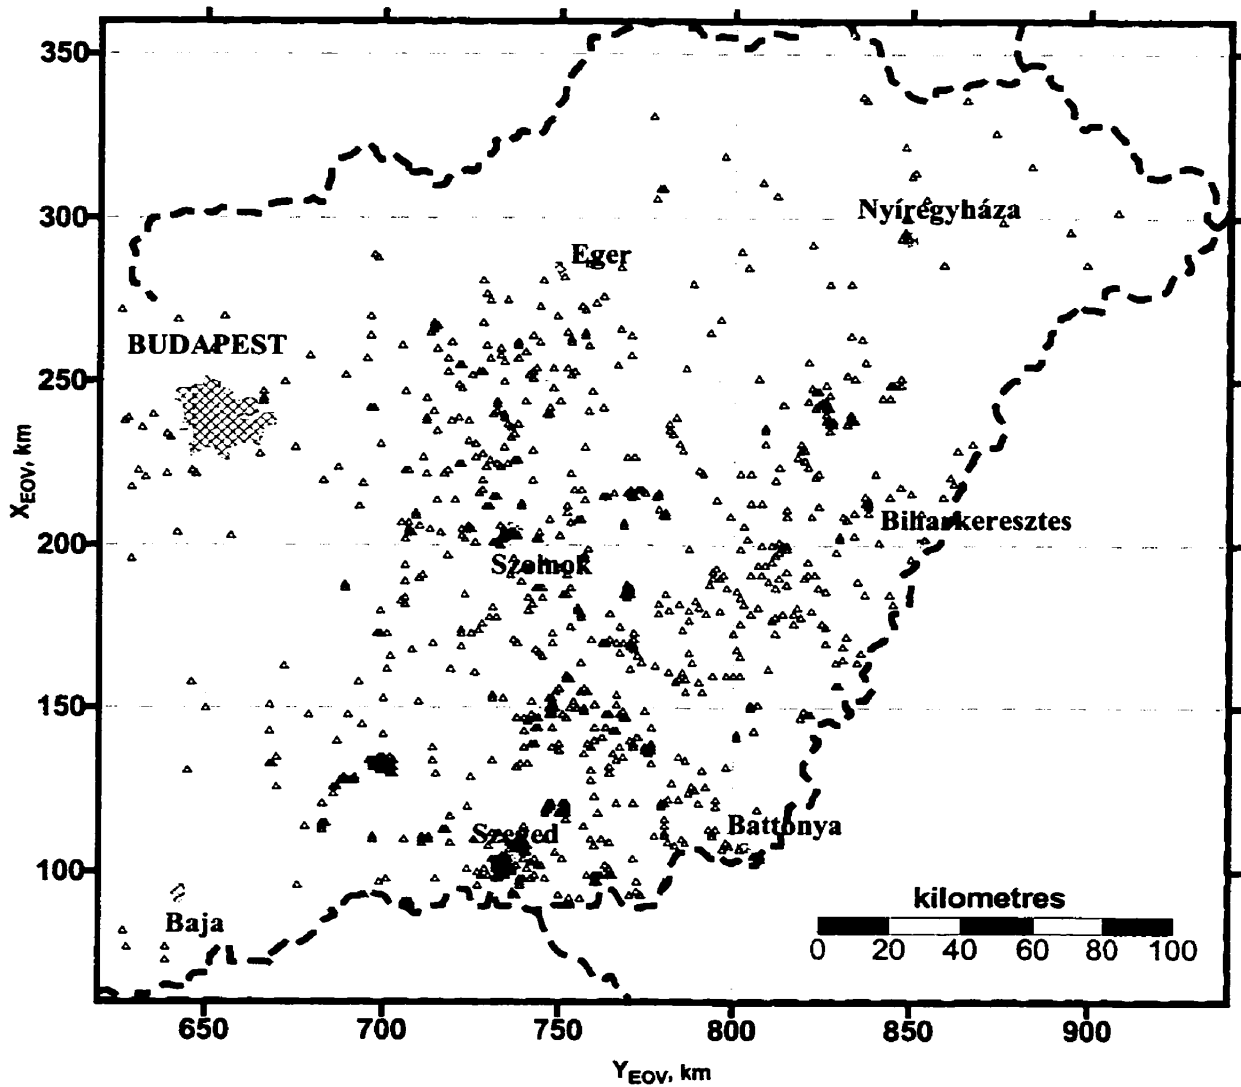 350
300
250
200
150
100
X_EOV, km
Nyíregyháza
Eger
BUDAPEST
Biharkeresztes
Szolnok
Szeged
Battonya
Baja
kilometres
0 20 40 60 80 100
650 700 750 800 850 900
Y_EOV, km